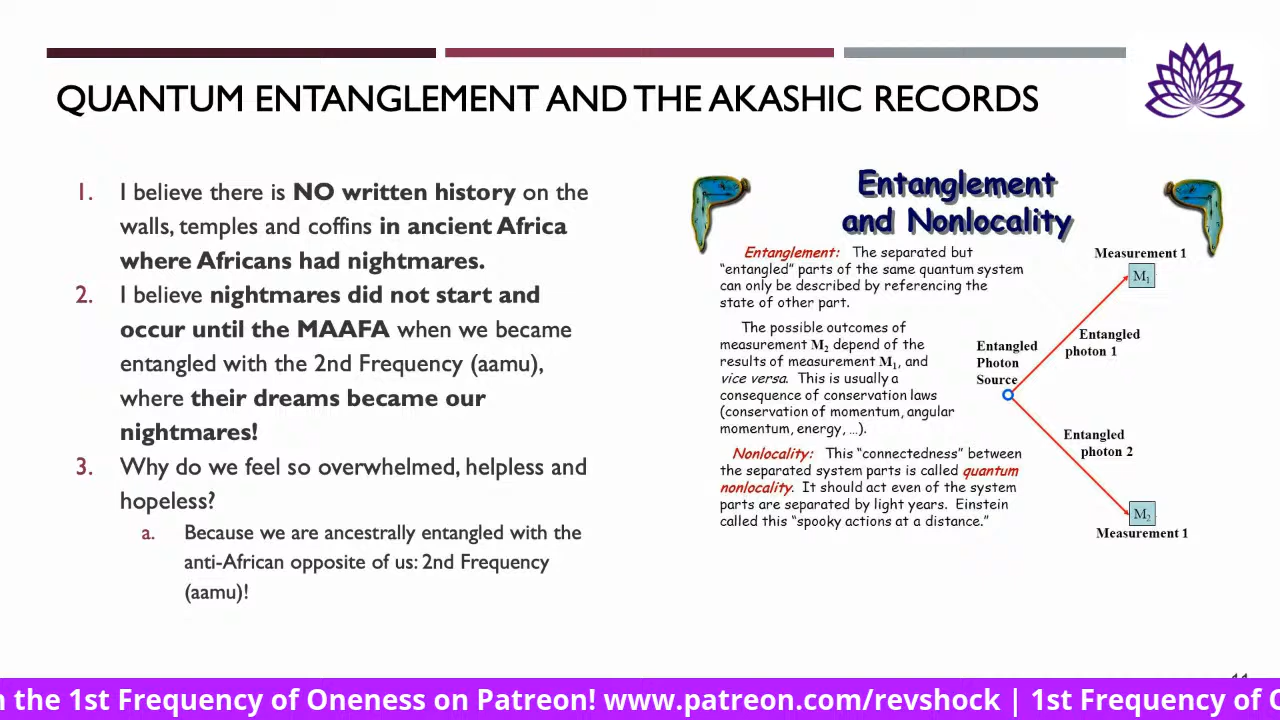 QUANTUM ENTANGLEMENT AND THE AKASHIC RECORDS
1. I believe there is NO written history on the
walls, temples and coffins in ancient Africa
where Africans had nightmares.
2. I believe nightmares did not start and
occur until the MAAFA when we became
entangled with the 2nd Frequency (aamu),
where their dreams became our
nightmares!
3. Why do we feel so overwhelmed, helpless and
hopeless?
a. Because we are ancestrally entangled with the
anti-African opposite of us: 2nd Frequency
(aamu)!
Entanglement
and Nonlocality
Entanglement: The separated but
"entangled" parts of the same quantum system
can only be described by referencing the
state of other part.
The possible outcomes of
measurement M2 depend of the
results of measurement M1, and
vice versa. This is usually a
consequence of conservation laws
(conservation of momentum, angular
momentum, energy, …).
Nonlocality: This "connectedness" between
the separated system parts is called quantum
nonlocality. It should act even of the system
parts are separated by light years. Einstein
called this "spooky actions at a distance."
Measurement 1
M1
Entangled
photon 1
Entangled
Photon
Source
Entangled
photon 2
M2
Measurement 1
the 1st Frequency of Oneness on Patreon! www.patreon.com/revshock | 1st Frequency of